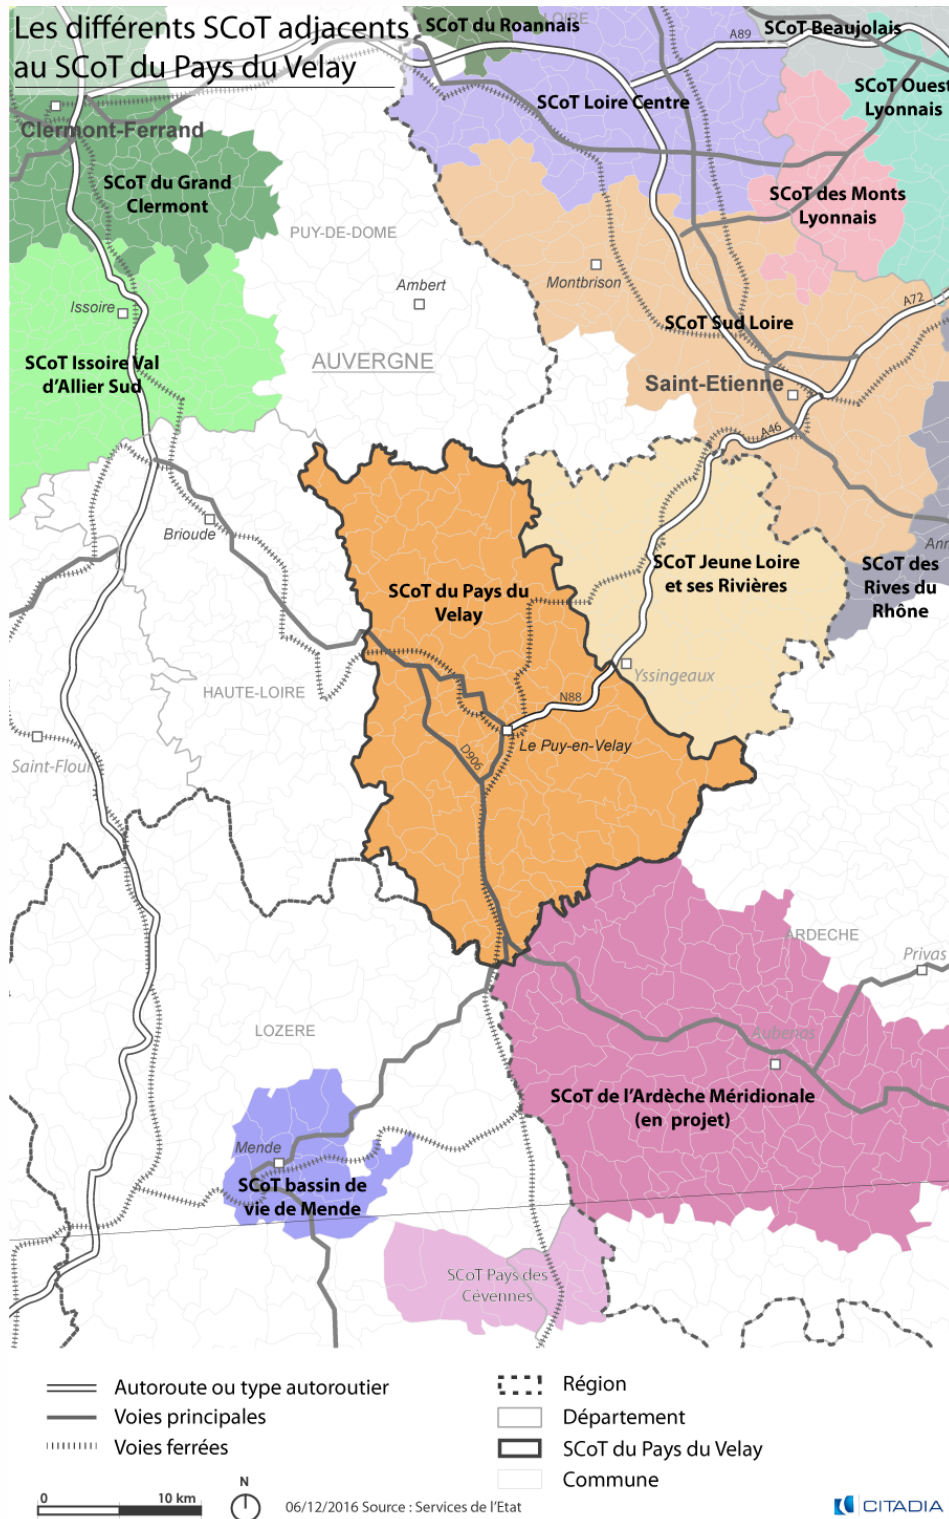 Les différents SCoT adjacents
au SCoT du Pays du Velay
SCoT du Roannais
LOIRE
A89
SCoT Beaujolais
SCoT Ouest
Lyonnais
SCoT Loire Centre
Clermont-Ferrand
SCoT du Grand
Clermont
SCoT des Monts
Lyonnais
PUY-DE-DOME
Ambert
Montbrison
Issoire
A72
SCoT Sud Loire
SCoT Issoire Val
d'Allier Sud
AUVERGNE
Saint-Etienne
A46
Brioude
Ann
SCoT Jeune Loire
et ses Rivières
SCoT des
Rives du
Rhône
SCoT du Pays du
Velay
Yssingeaux
HAUTE-LOIRE
N88
Le Puy-en-Velay
D906
Saint-Flour
ARDECHE
Privas
LOZERE
Aubenas
SCoT de l'Ardèche Méridionale
(en projet)
Mende
SCoT bassin de
vie de Mende
SCoT Pays des
Cévennes
Autoroute ou type autoroutier
Voies principales
Voies ferrées
Région
Département
SCoT du Pays du Velay
Commune
0 10 km
N
06/12/2016 Source : Services de l'Etat
CITADIA